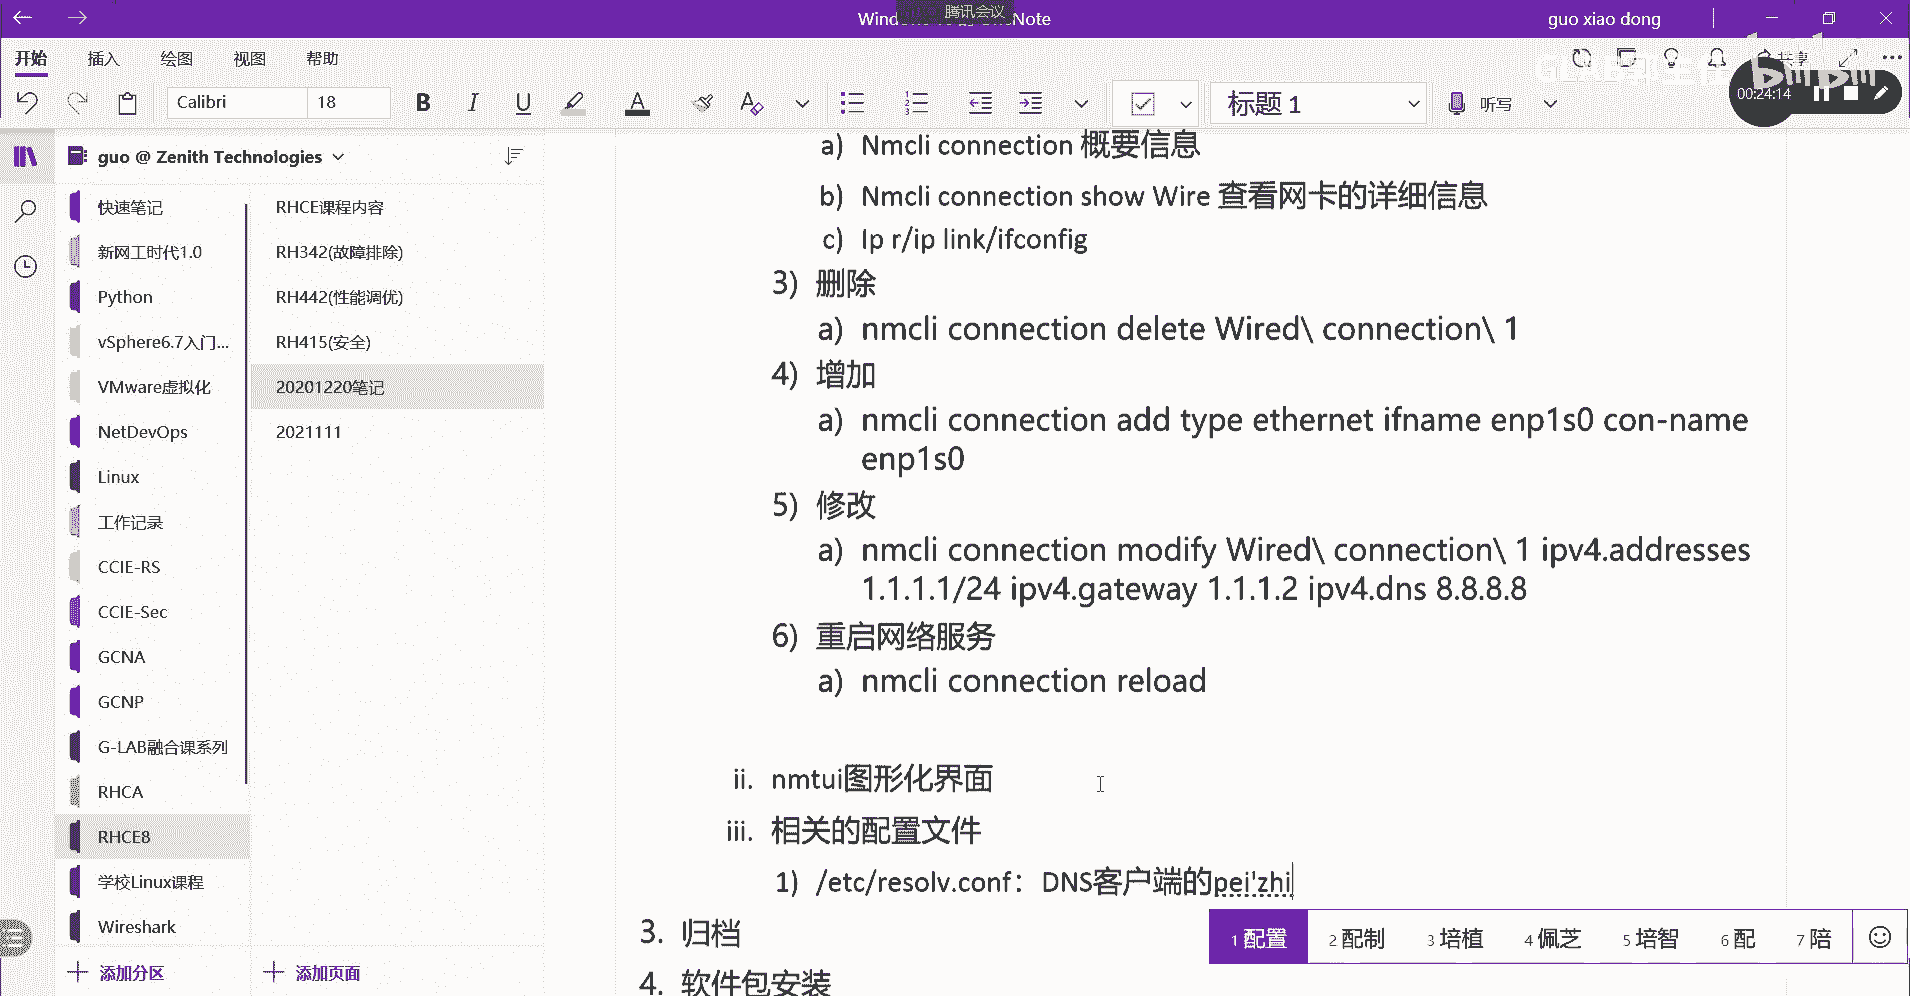 腾讯会议
guo xiao dong
开始 插入 绘图 视图 帮助
共享
00:24:14
Calibri 18 B I U A 标题 1 听写
guo @ Zenith Technologies
快速笔记
新网工时代1.0
Python
vSphere6.7入门...
VMware虚拟化
NetDevOps
Linux
工作记录
CCIE-RS
CCIE-Sec
GCNA
GCNP
G-LAB融合课系列
RHCA
RHCE8
学校Linux课程
Wireshark
添加分区
RHCE课程内容
RH342(故障排除)
RH442(性能调优)
RH415(安全)
20201220笔记
2021111
添加页面
a) Nmcli connection 概要信息
b) Nmcli connection show Wire 查看网卡的详细信息
c) Ip r/ip link/ifconfig
3) 删除
a) nmcli connection delete Wired\ connection\ 1
4) 增加
a) nmcli connection add type ethernet ifname enp1s0 con-name
enp1s0
5) 修改
a) nmcli connection modify Wired\ connection\ 1 ipv4.addresses
1.1.1.1/24 ipv4.gateway 1.1.1.2 ipv4.dns 8.8.8.8
6) 重启网络服务
a) nmcli connection reload
ii. nmtui图形化界面
iii. 相关的配置文件
1) /etc/resolv.conf：DNS客户端的pei'zhi
3. 归档
4. 软件包安装
1 配置 2 配制 3 培植 4 佩芝 5 培智 6 配 7 陪